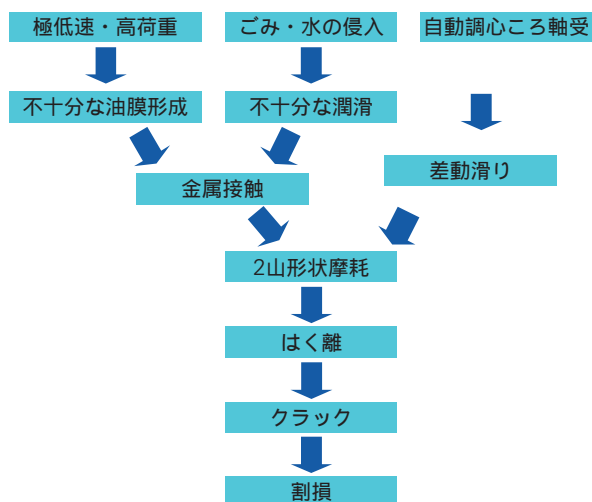 極低速・高荷重
ごみ・水の侵入
自動調心ころ軸受
不十分な油膜形成
不十分な潤滑
金属接触
差動滑り
2山形状摩耗
はく離
クラック
割損